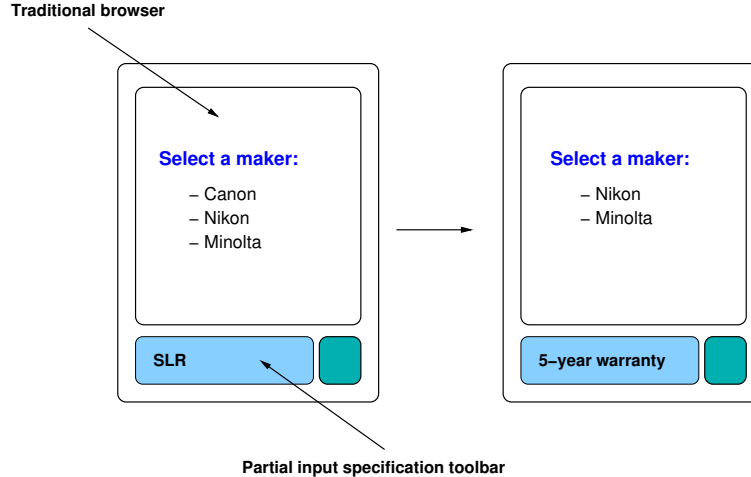 Traditional browser
Select a maker:
– Canon
– Nikon
– Minolta
SLR
Select a maker:
– Nikon
– Minolta
5–year warranty
Partial input specification toolbar